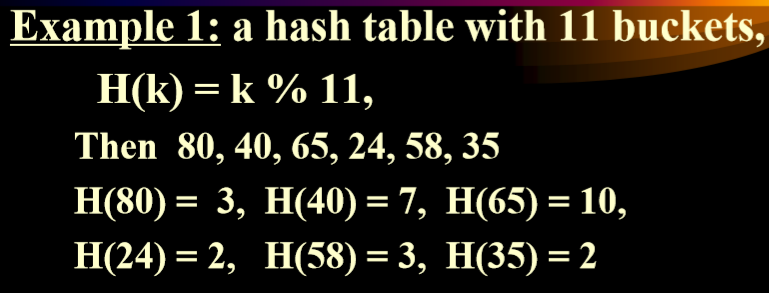 Example 1: a hash table with 11 buckets,
H(k) = k % 11,
Then 80, 40, 65, 24, 58, 35
H(80) = 3, H(40) = 7, H(65) = 10,
H(24) = 2, H(58) = 3, H(35) = 2